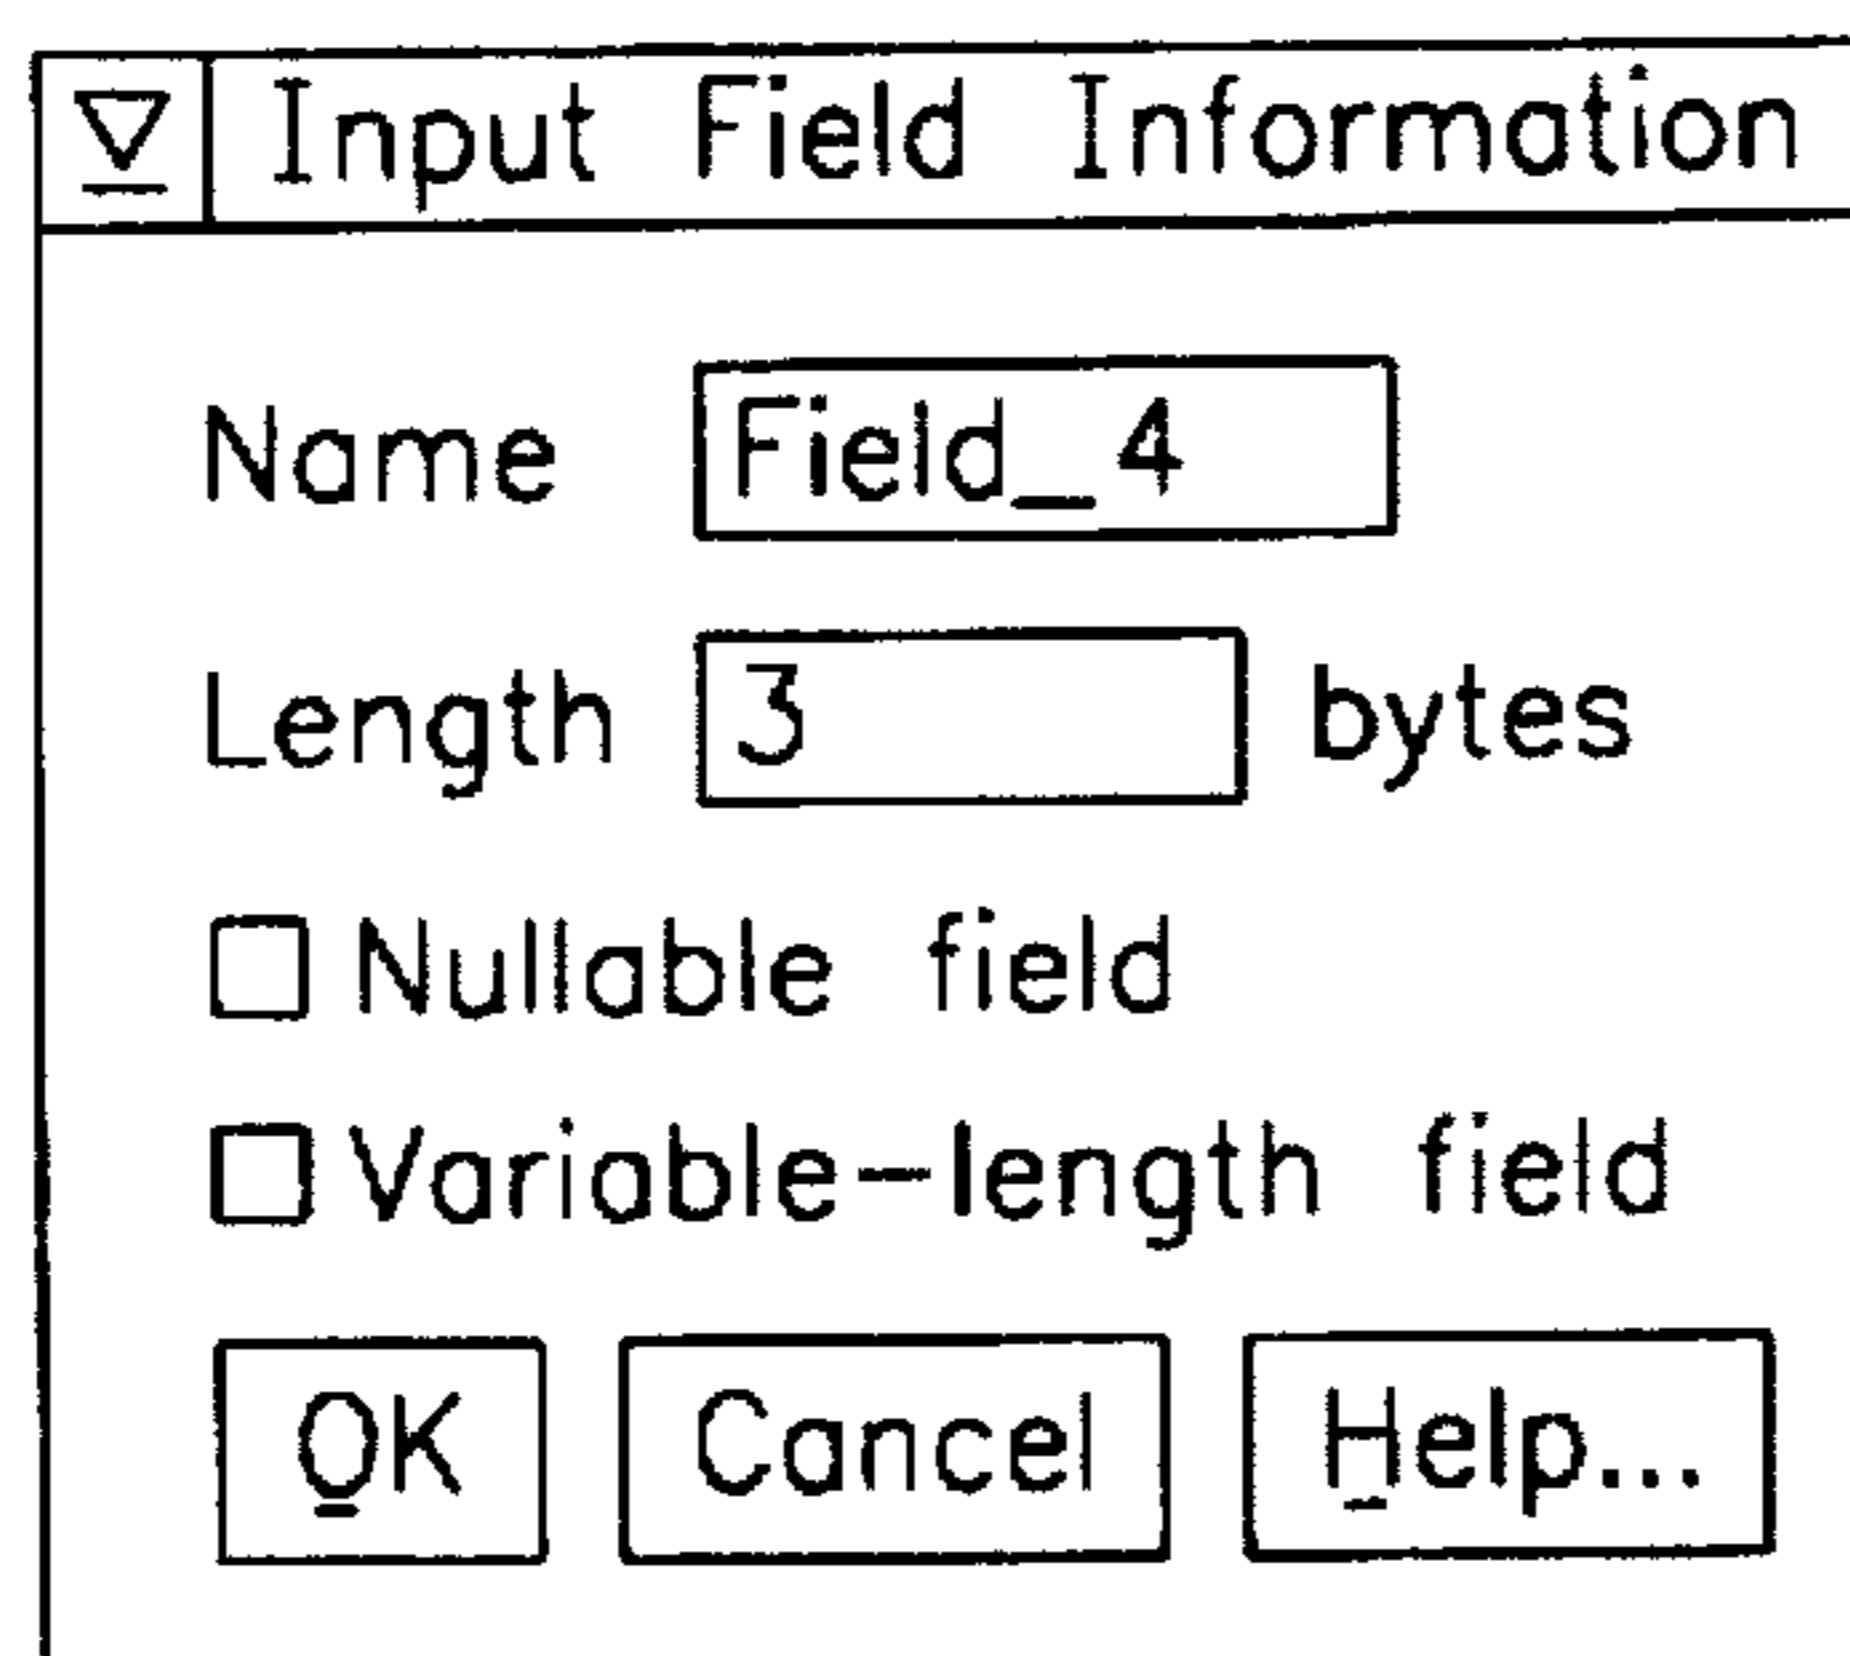 Input Field Information
Name Field_4
Length 3 bytes
Nullable field
Variable-length field
OK Cancel Help...